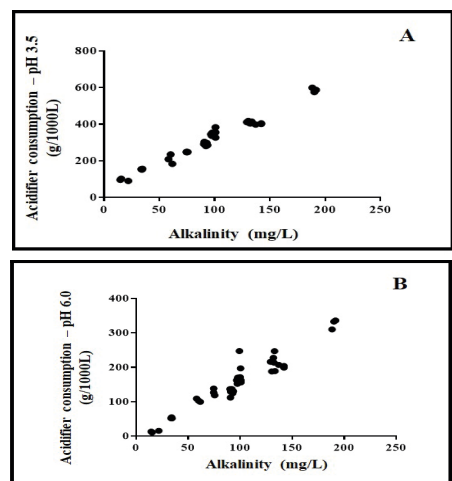 A
Acidifier consumption – pH 3.5
(g/1000L)
800
600
400
200
0
0 50 100 150 200 250
Alkalinity (mg/L)
B
Acidifier consumption – pH 6.0
(g/1000L)
400
300
200
100
0
0 50 100 150 200 250
Alkalinity (mg/L)